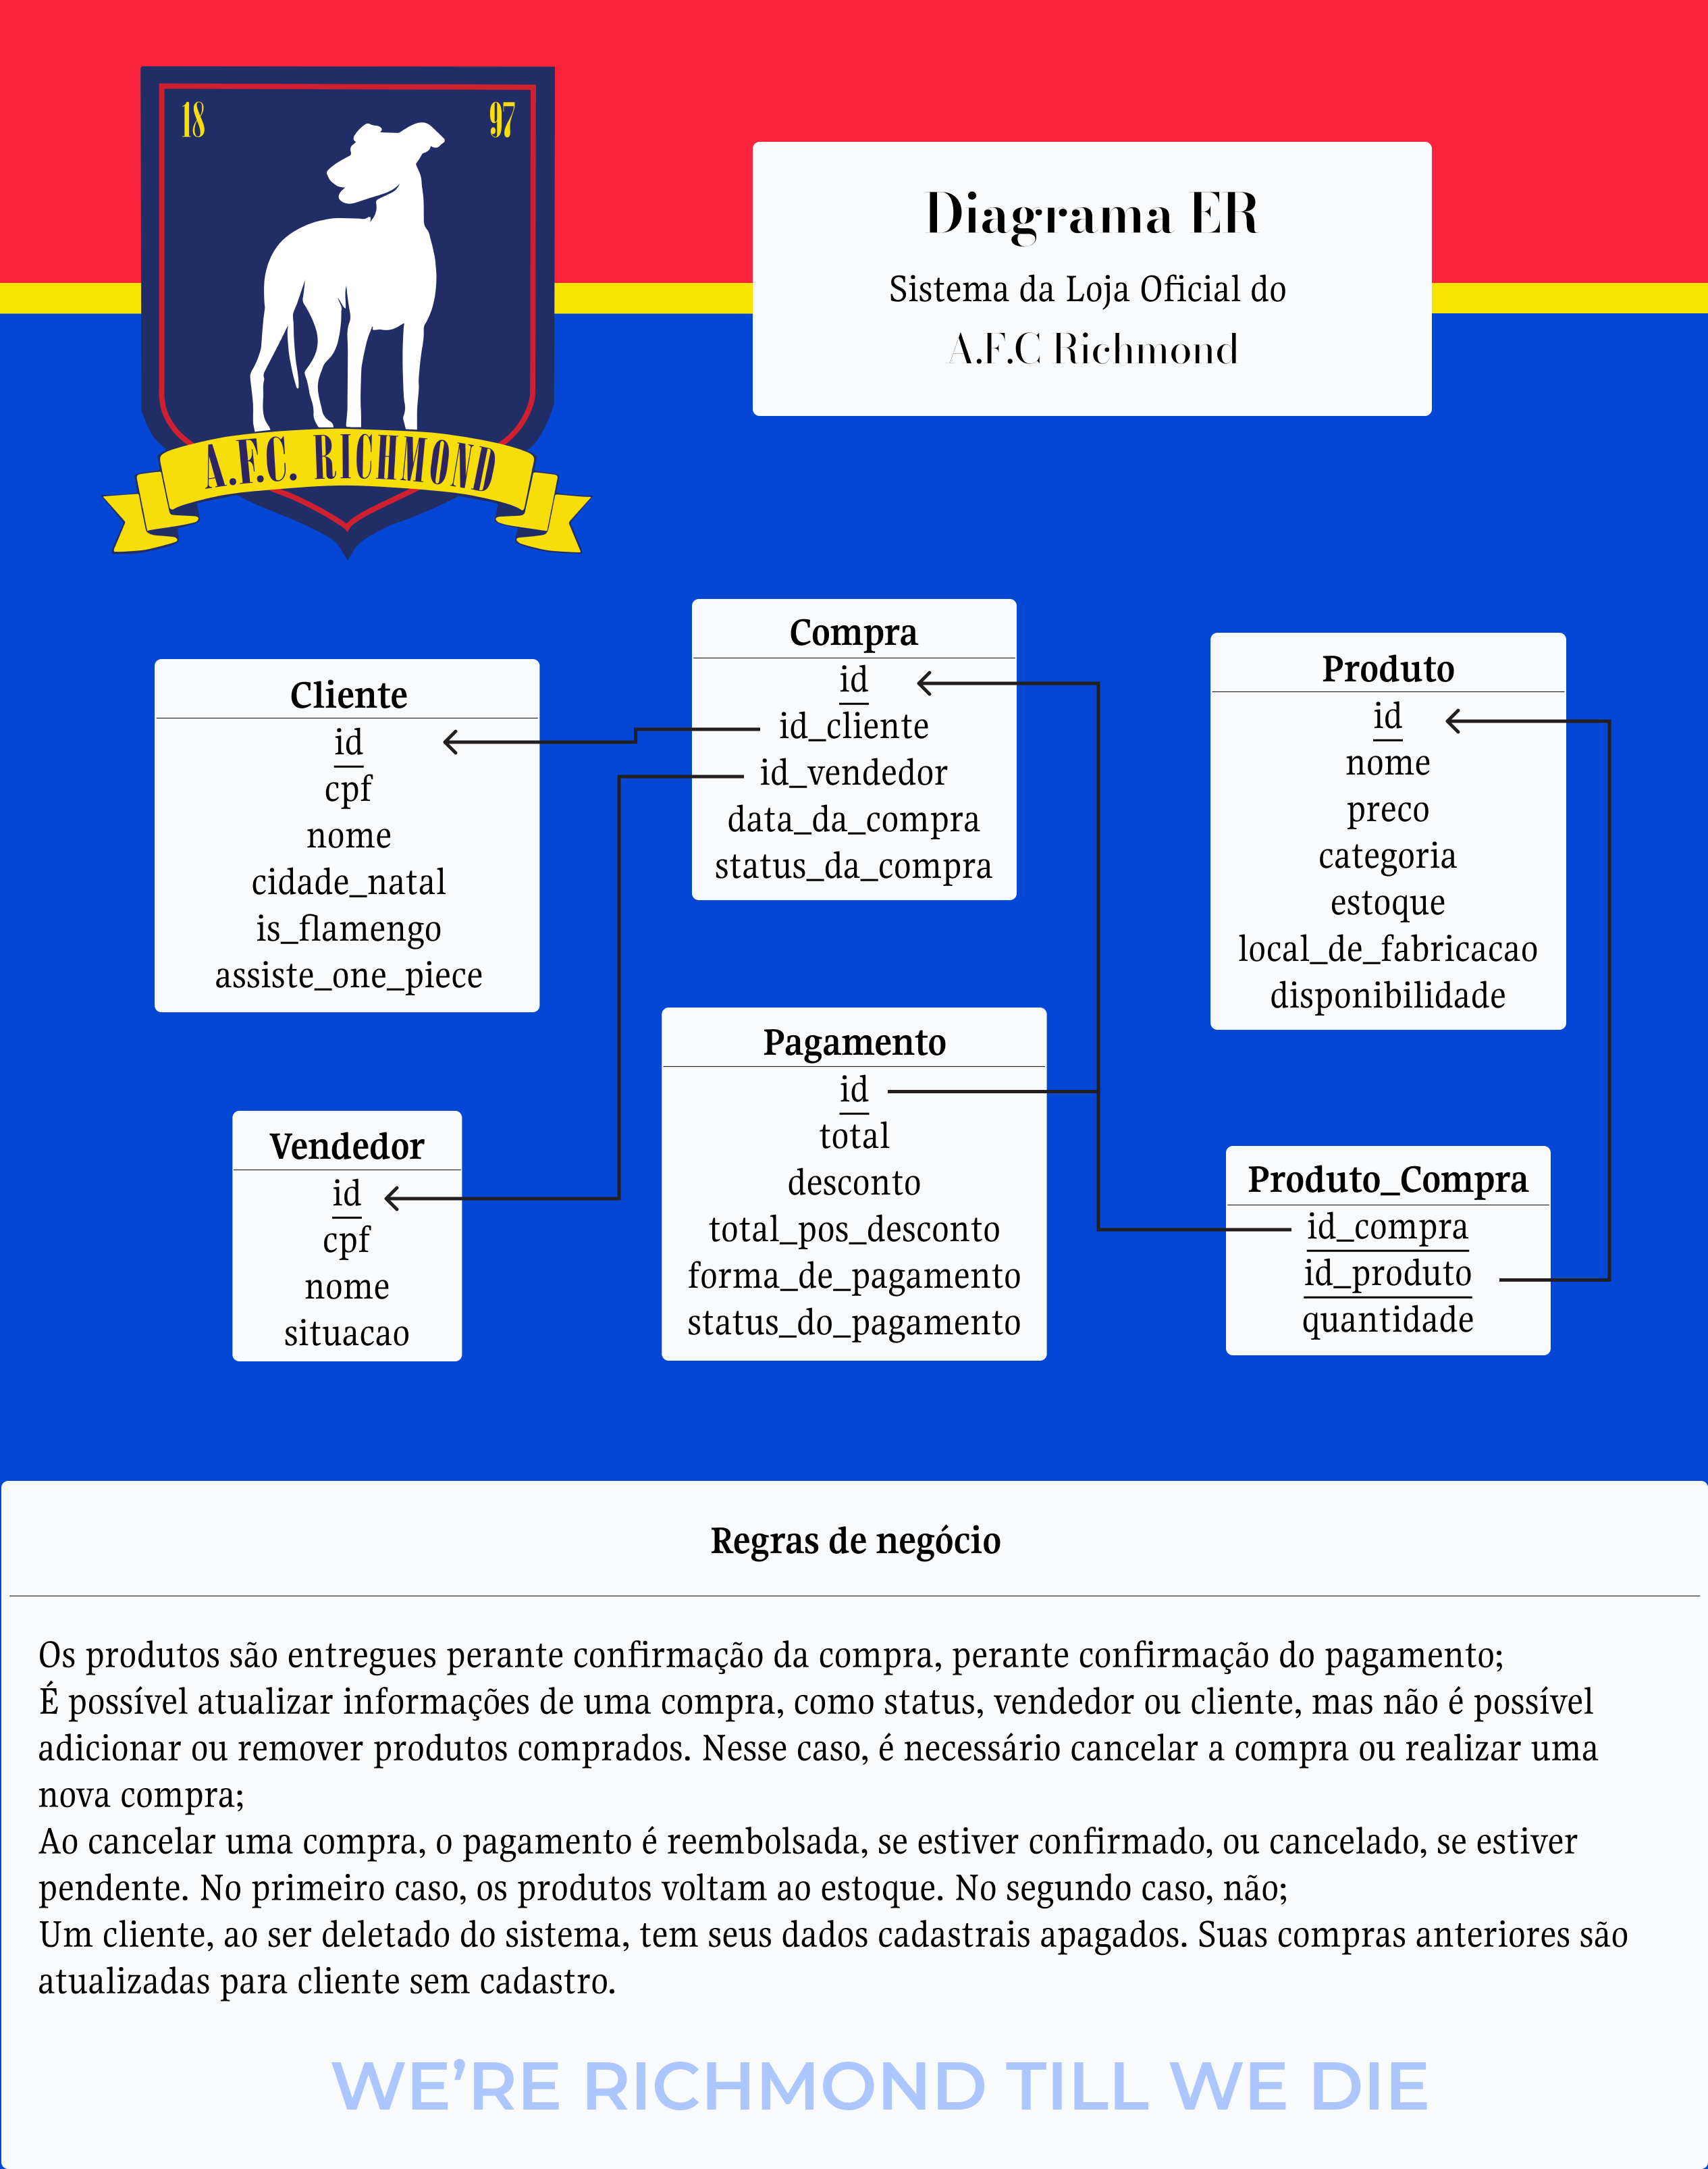 18 97
A.F.C. RICHMOND
Diagrama ER
Sistema da Loja Oficial do
A.F.C Richmond
Cliente
id
cpf
nome
cidade_natal
is_flamengo
assiste_one_piece
Compra
id
id_cliente
id_vendedor
data_da_compra
status_da_compra
Produto
id
nome
preco
categoria
estoque
local_de_fabricacao
disponibilidade
Vendedor
id
cpf
nome
situacao
Pagamento
id
total
desconto
total_pos_desconto
forma_de_pagamento
status_do_pagamento
Produto_Compra
id_compra
id_produto
quantidade
Regras de negócio
Os produtos são entregues perante confirmação da compra, perante confirmação do pagamento;
É possível atualizar informações de uma compra, como status, vendedor ou cliente, mas não é possível
adicionar ou remover produtos comprados. Nesse caso, é necessário cancelar a compra ou realizar uma
nova compra;
Ao cancelar uma compra, o pagamento é reembolsada, se estiver confirmado, ou cancelado, se estiver
pendente. No primeiro caso, os produtos voltam ao estoque. No segundo caso, não;
Um cliente, ao ser deletado do sistema, tem seus dados cadastrais apagados. Suas compras anteriores são
atualizadas para cliente sem cadastro.
WE’RE RICHMOND TILL WE DIE